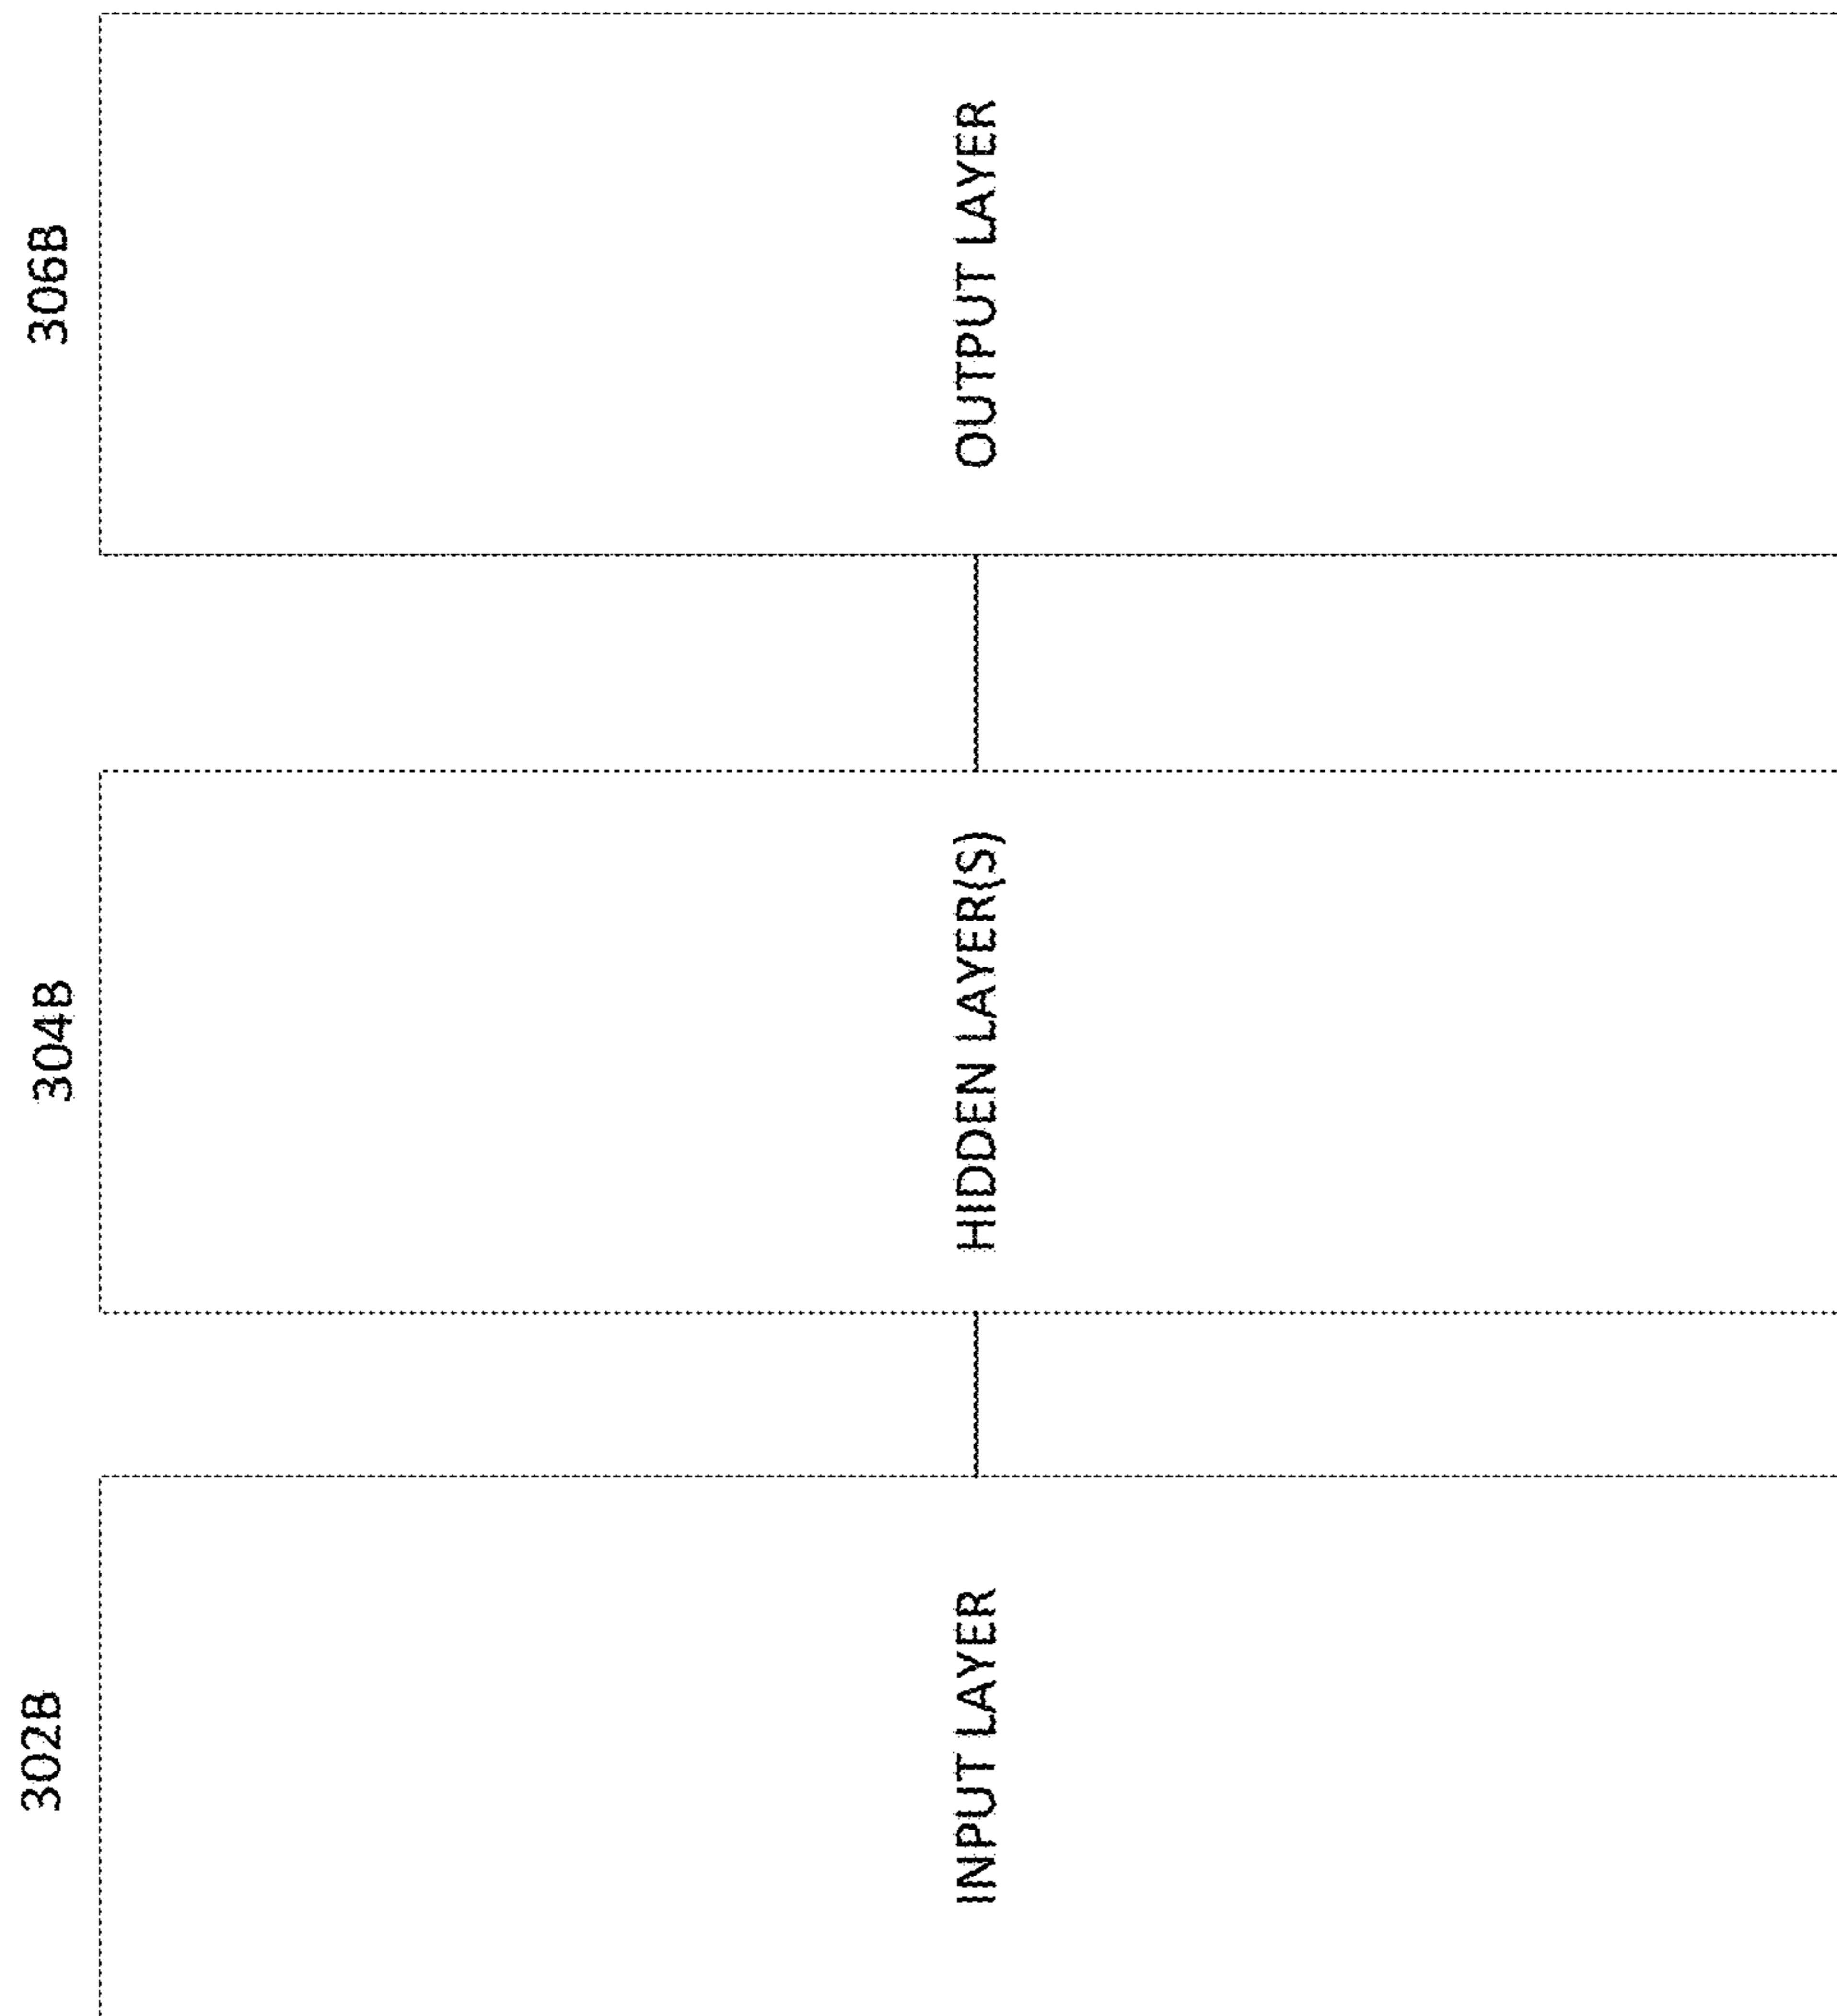 302B
304B
306B
INPUT LAYER
HIDDEN LAYER(S)
OUTPUT LAYER